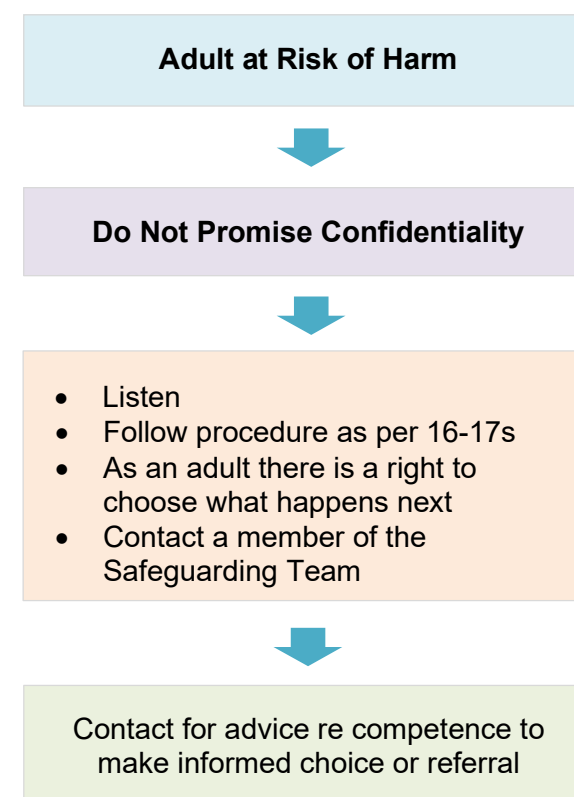 Adult at Risk of Harm
Do Not Promise Confidentiality
• Listen
• Follow procedure as per 16-17s
• As an adult there is a right to
choose what happens next
• Contact a member of the
Safeguarding Team
Contact for advice re competence to
make informed choice or referral